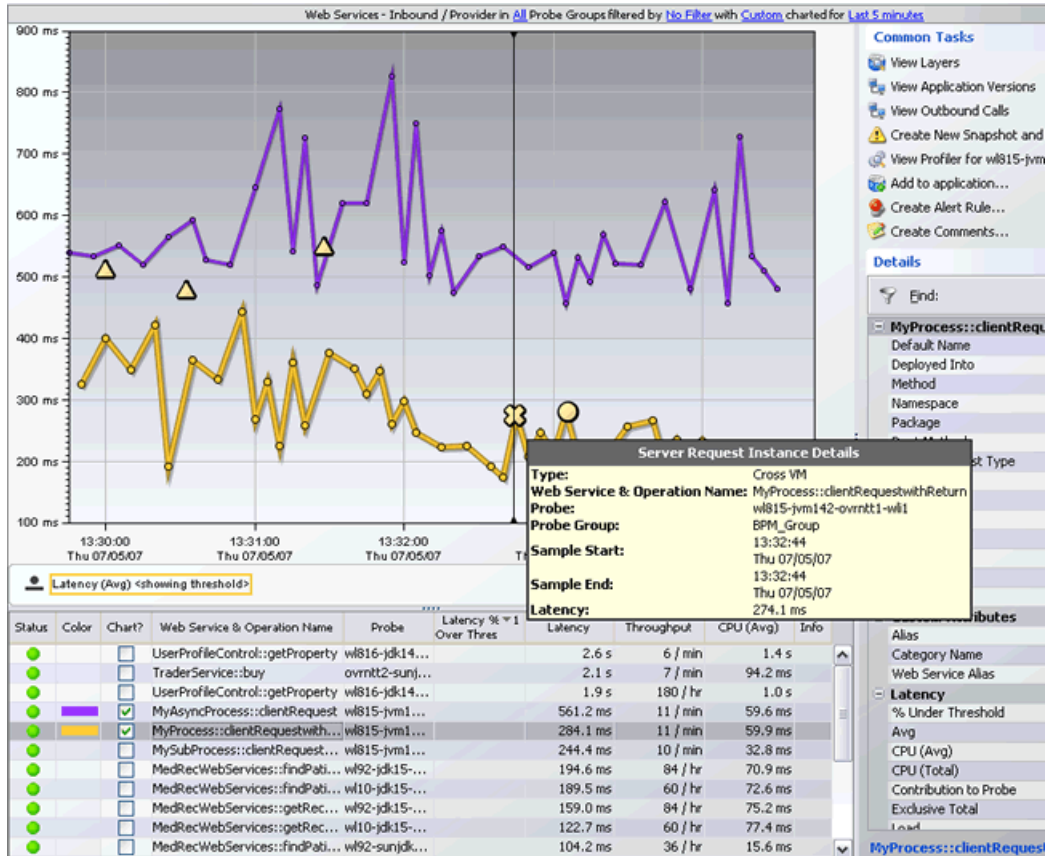 Web Services - Inbound / Provider in All Probe Groups filtered by No Filter with Custom charted for Last 5 minutes
900 ms
800 ms
700 ms
600 ms
500 ms
400 ms
300 ms
200 ms
100 ms
13:30:00
Thu 07/05/07
13:31:00
Thu 07/05/07
13:32:00
Thu 07/05/07
Server Request Instance Details
Type: Cross VM
Web Service & Operation Name: MyProcess::clientRequestwithReturn
Probe: wl815-jvm142-ovrntt1-wli1
Probe Group: BPM_Group
Sample Start: 13:32:44
Thu 07/05/07
Sample End: 13:32:44
Thu 07/05/07
Latency: 274.1 ms
Latency (Avg) <showing threshold>
Status Color Chart? Web Service & Operation Name Probe Latency % 1 Over Thres Latency Throughput CPU (Avg) Info
UserProfileControl::getProperty wl816-jdk14... 2.6 s 6 / min 1.4 s
TraderService::buy ovrntt2-sunj... 2.1 s 7 / min 94.2 ms
UserProfileControl::getProperty wl816-jdk14... 1.9 s 180 / hr 1.0 s
MyAsyncProcess::clientRequest wl815-jvm1... 561.2 ms 11 / min 59.6 ms
MyProcess::clientRequestwith... wl815-jvm1... 284.1 ms 11 / min 59.9 ms
MySubProcess::clientRequest... wl815-jvm1... 244.4 ms 10 / min 32.8 ms
MedRecWebServices::findPati... wl92-jdk15-... 194.6 ms 84 / hr 70.9 ms
MedRecWebServices::findPati... wl10-jdk15-... 189.5 ms 60 / hr 72.6 ms
MedRecWebServices::getRec... wl92-jdk15-... 159.0 ms 84 / hr 75.2 ms
MedRecWebServices::getRec... wl10-jdk15-... 122.7 ms 60 / hr 77.4 ms
MedRecWebServices::findPati... wl92-sunjdk... 104.2 ms 36 / hr 15.6 ms
Common Tasks
View Layers
View Application Versions
View Outbound Calls
Create New Snapshot and
View Profiler for wl815-jvm
Add to application...
Create Alert Rule...
Create Comments...
Details
Find:
MyProcess::clientRequ
Default Name
Deployed Into
Method
Namespace
Package
st Type
Alias
Category Name
Web Service Alias
Latency
% Under Threshold
Avg
CPU (Avg)
CPU (Total)
Contribution to Probe
Exclusive Total
Load
MyProcess::clientRequest